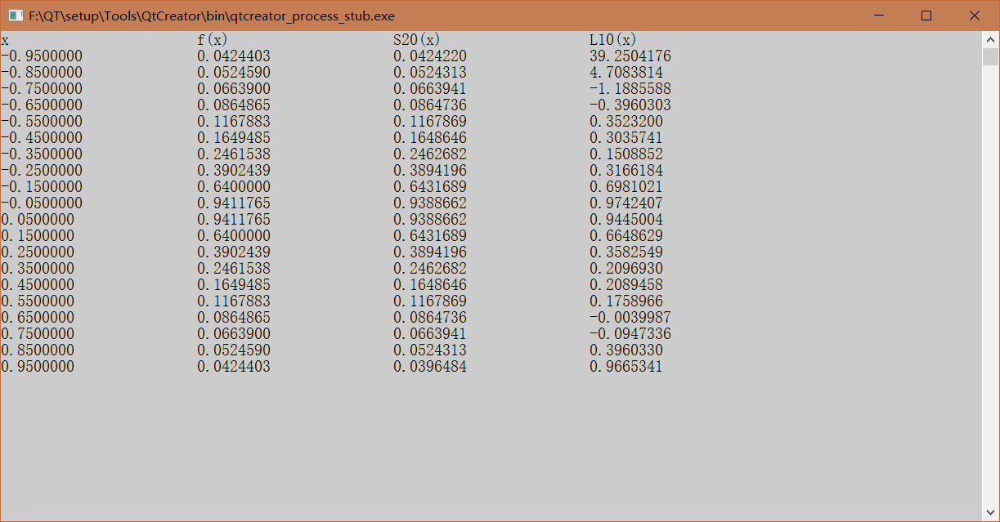 F:\QT\setup\Tools\QtCreator\bin\qtcreator_process_stub.exe
x f(x) S20(x) L10(x)
-0.9500000 0.0424403 0.0424220 39.2504176
-0.8500000 0.0524590 0.0524313 4.7083814
-0.7500000 0.0663900 0.0663941 -1.1885588
-0.6500000 0.0864865 0.0864736 -0.3960303
-0.5500000 0.1167883 0.1167869 0.3523200
-0.4500000 0.1649485 0.1648646 0.3035741
-0.3500000 0.2461538 0.2462682 0.1508852
-0.2500000 0.3902439 0.3894196 0.3166184
-0.1500000 0.6400000 0.6431689 0.6981021
-0.0500000 0.9411765 0.9388662 0.9742407
0.0500000 0.9411765 0.9388662 0.9445004
0.1500000 0.6400000 0.6431689 0.6648629
0.2500000 0.3902439 0.3894196 0.3582549
0.3500000 0.2461538 0.2462682 0.2096930
0.4500000 0.1649485 0.1648646 0.2089458
0.5500000 0.1167883 0.1167869 0.1758966
0.6500000 0.0864865 0.0864736 -0.0039987
0.7500000 0.0663900 0.0663941 -0.0947336
0.8500000 0.0524590 0.0524313 0.3960330
0.9500000 0.0424403 0.0396484 0.9665341